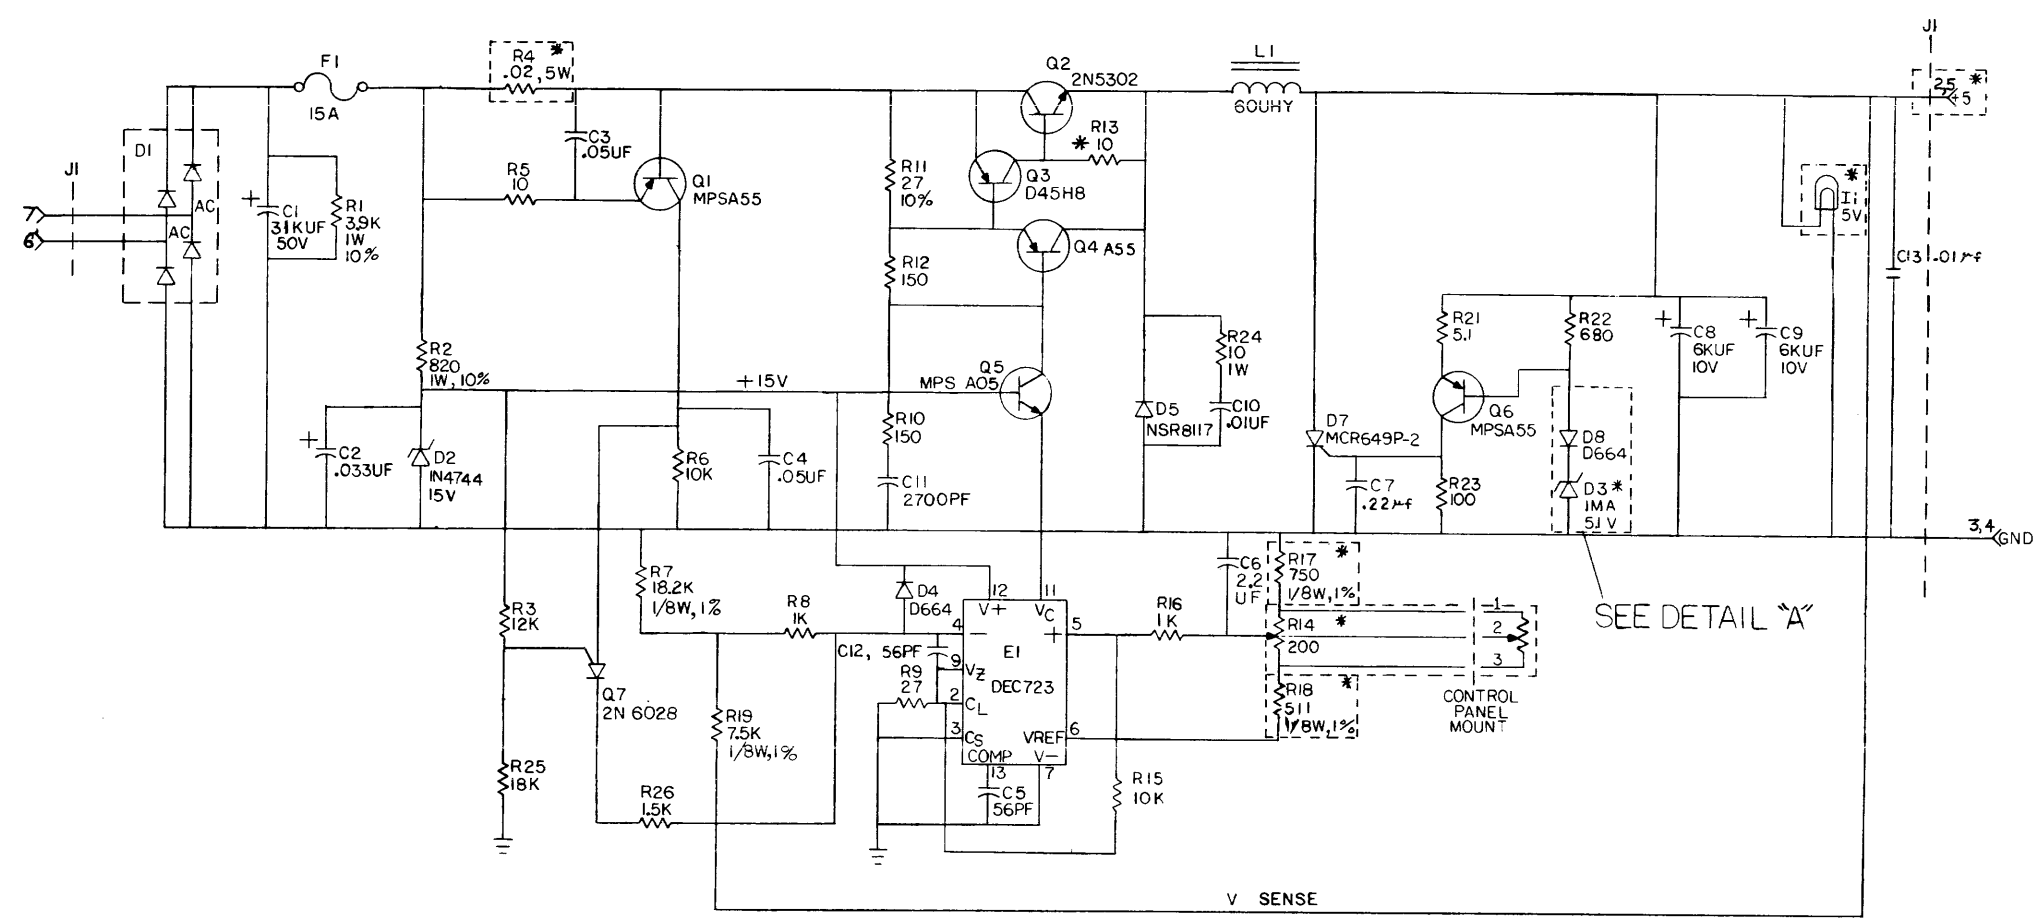 J1
F1
15A
R4 *
.02, 5W
C3
.05UF
R5
10
Q1
MPSA55
Q2
2N5302
L1
60UHY
J1
2,5 *
+5
D1
J1
AC
AC
7
6
+
C1
31KUF
50V
R1
3.9K
1W
10%
R11
27
10%
R13
* 10
Q3
D45H8
Q4 A55
R12
150
*
I1
5V
C13 .01µf
R2
820
1W, 10%
+15V
Q5
MPS A05
R24
10
1W
C10
.01UF
D5
NSR8117
R21
5.1
R22
680
+
C8
6KUF
10V
+
C9
6KUF
10V
Q6
MPSA55
D7
MCR649P-2
D8
D664
D3 *
1MA
5.1V
+
C2
.033UF
D2
1N4744
15V
R6
10K
C4
.05UF
R10
150
C11
2700PF
C7
.22µf
R23
100
3,4
GND
SEE DETAIL "A"
R3
12K
R7
18.2K
1/8W, 1%
R8
1K
D4
D664
12
V+
11
VC
4
−
5
+
C12, 56PF
9
VZ
E1
DEC723
R9
27
2
CL
3
CS
VREF
6
COMP
V−
13
7
C5
56PF
R16
1K
C6
2.2
UF
R17 *
750
1/8W, 1%
R14 *
200
R18 *
511
1/8W, 1%
1
2
3
CONTROL
PANEL
MOUNT
Q7
2N 6028
R19
7.5K
1/8W, 1%
R25
18K
R26
1.5K
R15
10K
V SENSE